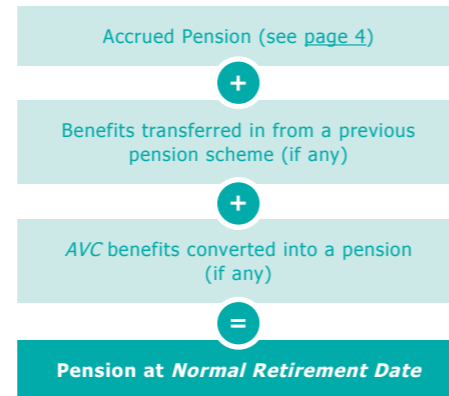 Accrued Pension (see page 4)
+
Benefits transferred in from a previous
pension scheme (if any)
+
AVC benefits converted into a pension
(if any)
=
Pension at Normal Retirement Date